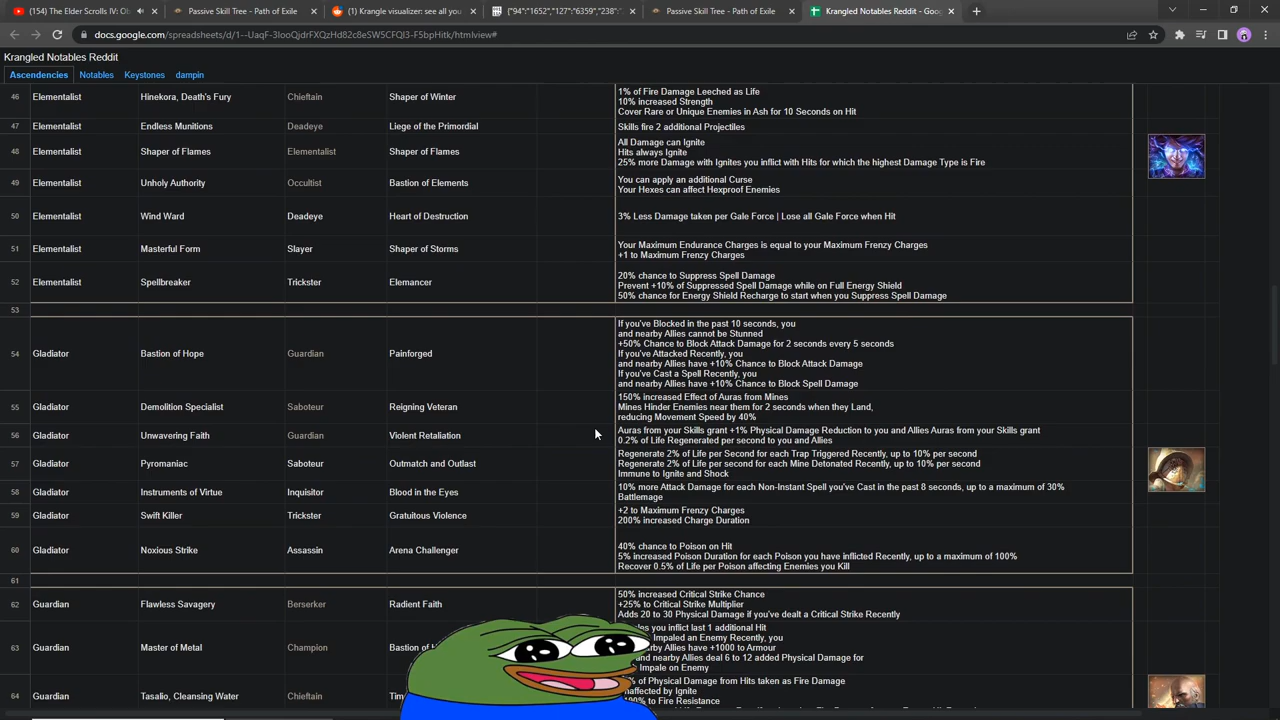 (154) The Elder Scrolls IV: Obl
Passive Skill Tree - Path of Exile
(1) Krangle visualizer: see all you
{"94":"1652","127":"6359","238":"
Passive Skill Tree - Path of Exile
Krangled Notables Reddit - Goog
docs.google.com/spreadsheets/d/1--UaqF-3IooQjdrFXQzHd82c8eSW5CFQI3-F5bpHitk/htmlview#
Krangled Notables Reddit
Ascendencies Notables Keystones dampin
46 Elementalist Hinekora, Death's Fury Chieftain Shaper of Winter
1% of Fire Damage Leeched as Life
10% increased Strength
Cover Rare or Unique Enemies in Ash for 10 Seconds on Hit
47 Elementalist Endless Munitions Deadeye Liege of the Primordial Skills fire 2 additional Projectiles
48 Elementalist Shaper of Flames Elementalist Shaper of Flames
All Damage can Ignite
Hits always Ignite
25% more Damage with Ignites you inflict with Hits for which the highest Damage Type is Fire
49 Elementalist Unholy Authority Occultist Bastion of Elements
You can apply an additional Curse
Your Hexes can affect Hexproof Enemies
50 Elementalist Wind Ward Deadeye Heart of Destruction 3% Less Damage taken per Gale Force | Lose all Gale Force when Hit
51 Elementalist Masterful Form Slayer Shaper of Storms
Your Maximum Endurance Charges is equal to your Maximum Frenzy Charges
+1 to Maximum Frenzy Charges
52 Elementalist Spellbreaker Trickster Elemancer
20% chance to Suppress Spell Damage
Prevent +10% of Suppressed Spell Damage while on Full Energy Shield
50% chance for Energy Shield Recharge to start when you Suppress Spell Damage
53
54 Gladiator Bastion of Hope Guardian Painforged
If you've Blocked in the past 10 seconds, you
and nearby Allies cannot be Stunned
+50% Chance to Block Attack Damage for 2 seconds every 5 seconds
If you've Attacked Recently, you
and nearby Allies have +10% Chance to Block Attack Damage
If you've Cast a Spell Recently, you
and nearby Allies have +10% Chance to Block Spell Damage
55 Gladiator Demolition Specialist Saboteur Reigning Veteran
150% increased Effect of Auras from Mines
Mines Hinder Enemies near them for 2 seconds when they Land,
reducing Movement Speed by 40%
56 Gladiator Unwavering Faith Guardian Violent Retaliation
Auras from your Skills grant +1% Physical Damage Reduction to you and Allies Auras from your Skills grant
0.2% of Life Regenerated per second to you and Allies
57 Gladiator Pyromaniac Saboteur Outmatch and Outlast
Regenerate 2% of Life per Second for each Trap Triggered Recently, up to 10% per second
Regenerate 2% of Life per Second for each Mine Detonated Recently, up to 10% per second
Immune to Ignite and Shock
58 Gladiator Instruments of Virtue Inquisitor Blood in the Eyes
10% more Attack Damage for each Non-Instant Spell you've Cast in the past 8 seconds, up to a maximum of 30%
Battlemage
59 Gladiator Swift Killer Trickster Gratuitous Violence
+2 to Maximum Frenzy Charges
200% increased Charge Duration
60 Gladiator Noxious Strike Assassin Arena Challenger
40% chance to Poison on Hit
5% increased Poison Duration for each Poison you have inflicted Recently, up to a maximum of 100%
Recover 0.5% of Life per Poison affecting Enemies you Kill
61
62 Guardian Flawless Savagery Berserker Radient Faith
50% increased Critical Strike Chance
+25% to Critical Strike Multiplier
Adds 20 to 30 Physical Damage if you've dealt a Critical Strike Recently
63 Guardian Master of Metal Champion Bastion of H
you inflict last 1 additional Hit
Impaled an Enemy Recently, you
Allies have +1000 to Armour
nearby Allies deal 6 to 12 added Physical Damage for
Impale on Enemy
64 Guardian Tasalio, Cleansing Water Chieftain Tim
of Physical Damage from Hits taken as Fire Damage
naffected by Ignite
to Fire Resistance